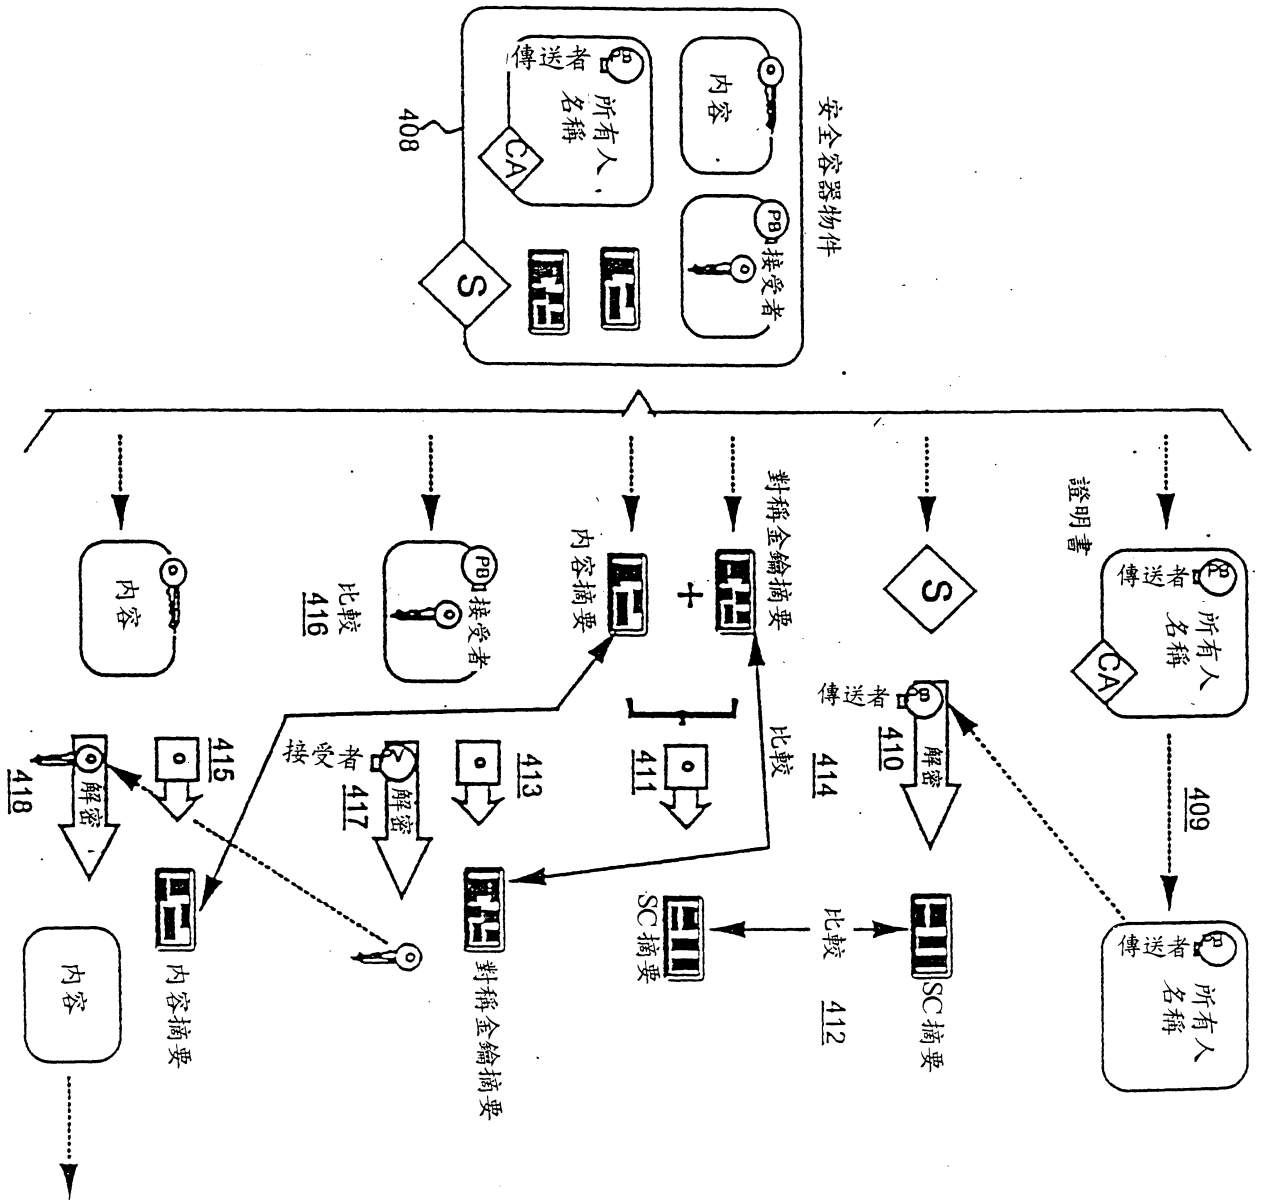 安全容器物件
內容
PB
接受者
傳送者
所有人
名稱
CA
S
408
證明書
傳送者
所有人
名稱
CA
409
傳送者
所有人
名稱
S
傳送者
解密
410
SC摘要
比較
412
對稱金鑰摘要
+
內容摘要
411
SC摘要
比較
414
PB
接受者
比較
416
413
對稱金鑰摘要
接受者
解密
417
內容
415
內容摘要
解密
418
內容